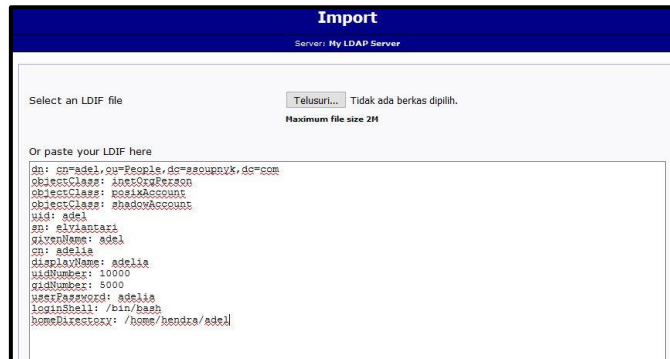 Import
Server: My LDAP Server
Select an LDIF file
Telusuri... Tidak ada berkas dipilih.
Maximum file size 2M
Or paste your LDIF here
dn: cn=adel,ou=People,dc=ssoupnyk,dc=com
objectClass: inetOrgPerson
objectClass: posixAccount
objectClass: shadowAccount
uid: adel
sn: elviantari
givenName: adel
cn: adelia
displayName: adelia
uidNumber: 10000
gidNumber: 5000
userPassword: adelia
loginShell: /bin/bash
homeDirectory: /home/hendra/adel